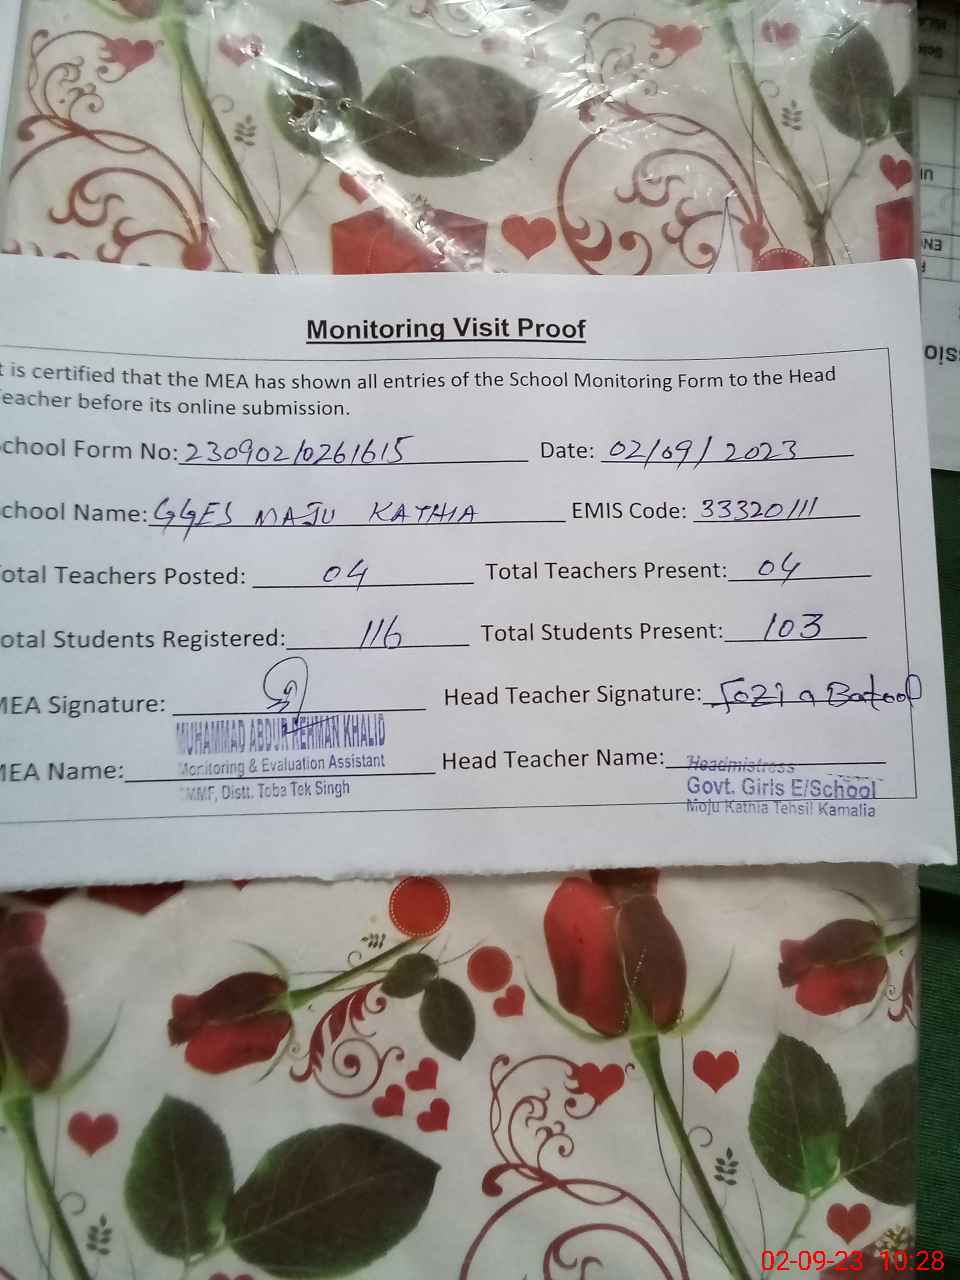 Monitoring Visit Proof
t is certified that the MEA has shown all entries of the School Monitoring Form to the Head
eacher before its online submission.
chool Form No: 230902/0261615 Date: 02/09/2023
chool Name: GGES MAJU KATHIA EMIS Code: 33320111
otal Teachers Posted: 04 Total Teachers Present: 04
otal Students Registered: 116 Total Students Present: 103
MEA Signature: Head Teacher Signature: Fozia Batool
MUHAMMAD ABDUR REHMAN KHALID
MEA Name: Monitoring & Evaluation Assistant Head Teacher Name: Headmistress
MMF, Distt. Toba Tek Singh Govt. Girls E/School
Moju Kathia Tehsil Kamalia
02-09-23 10:28